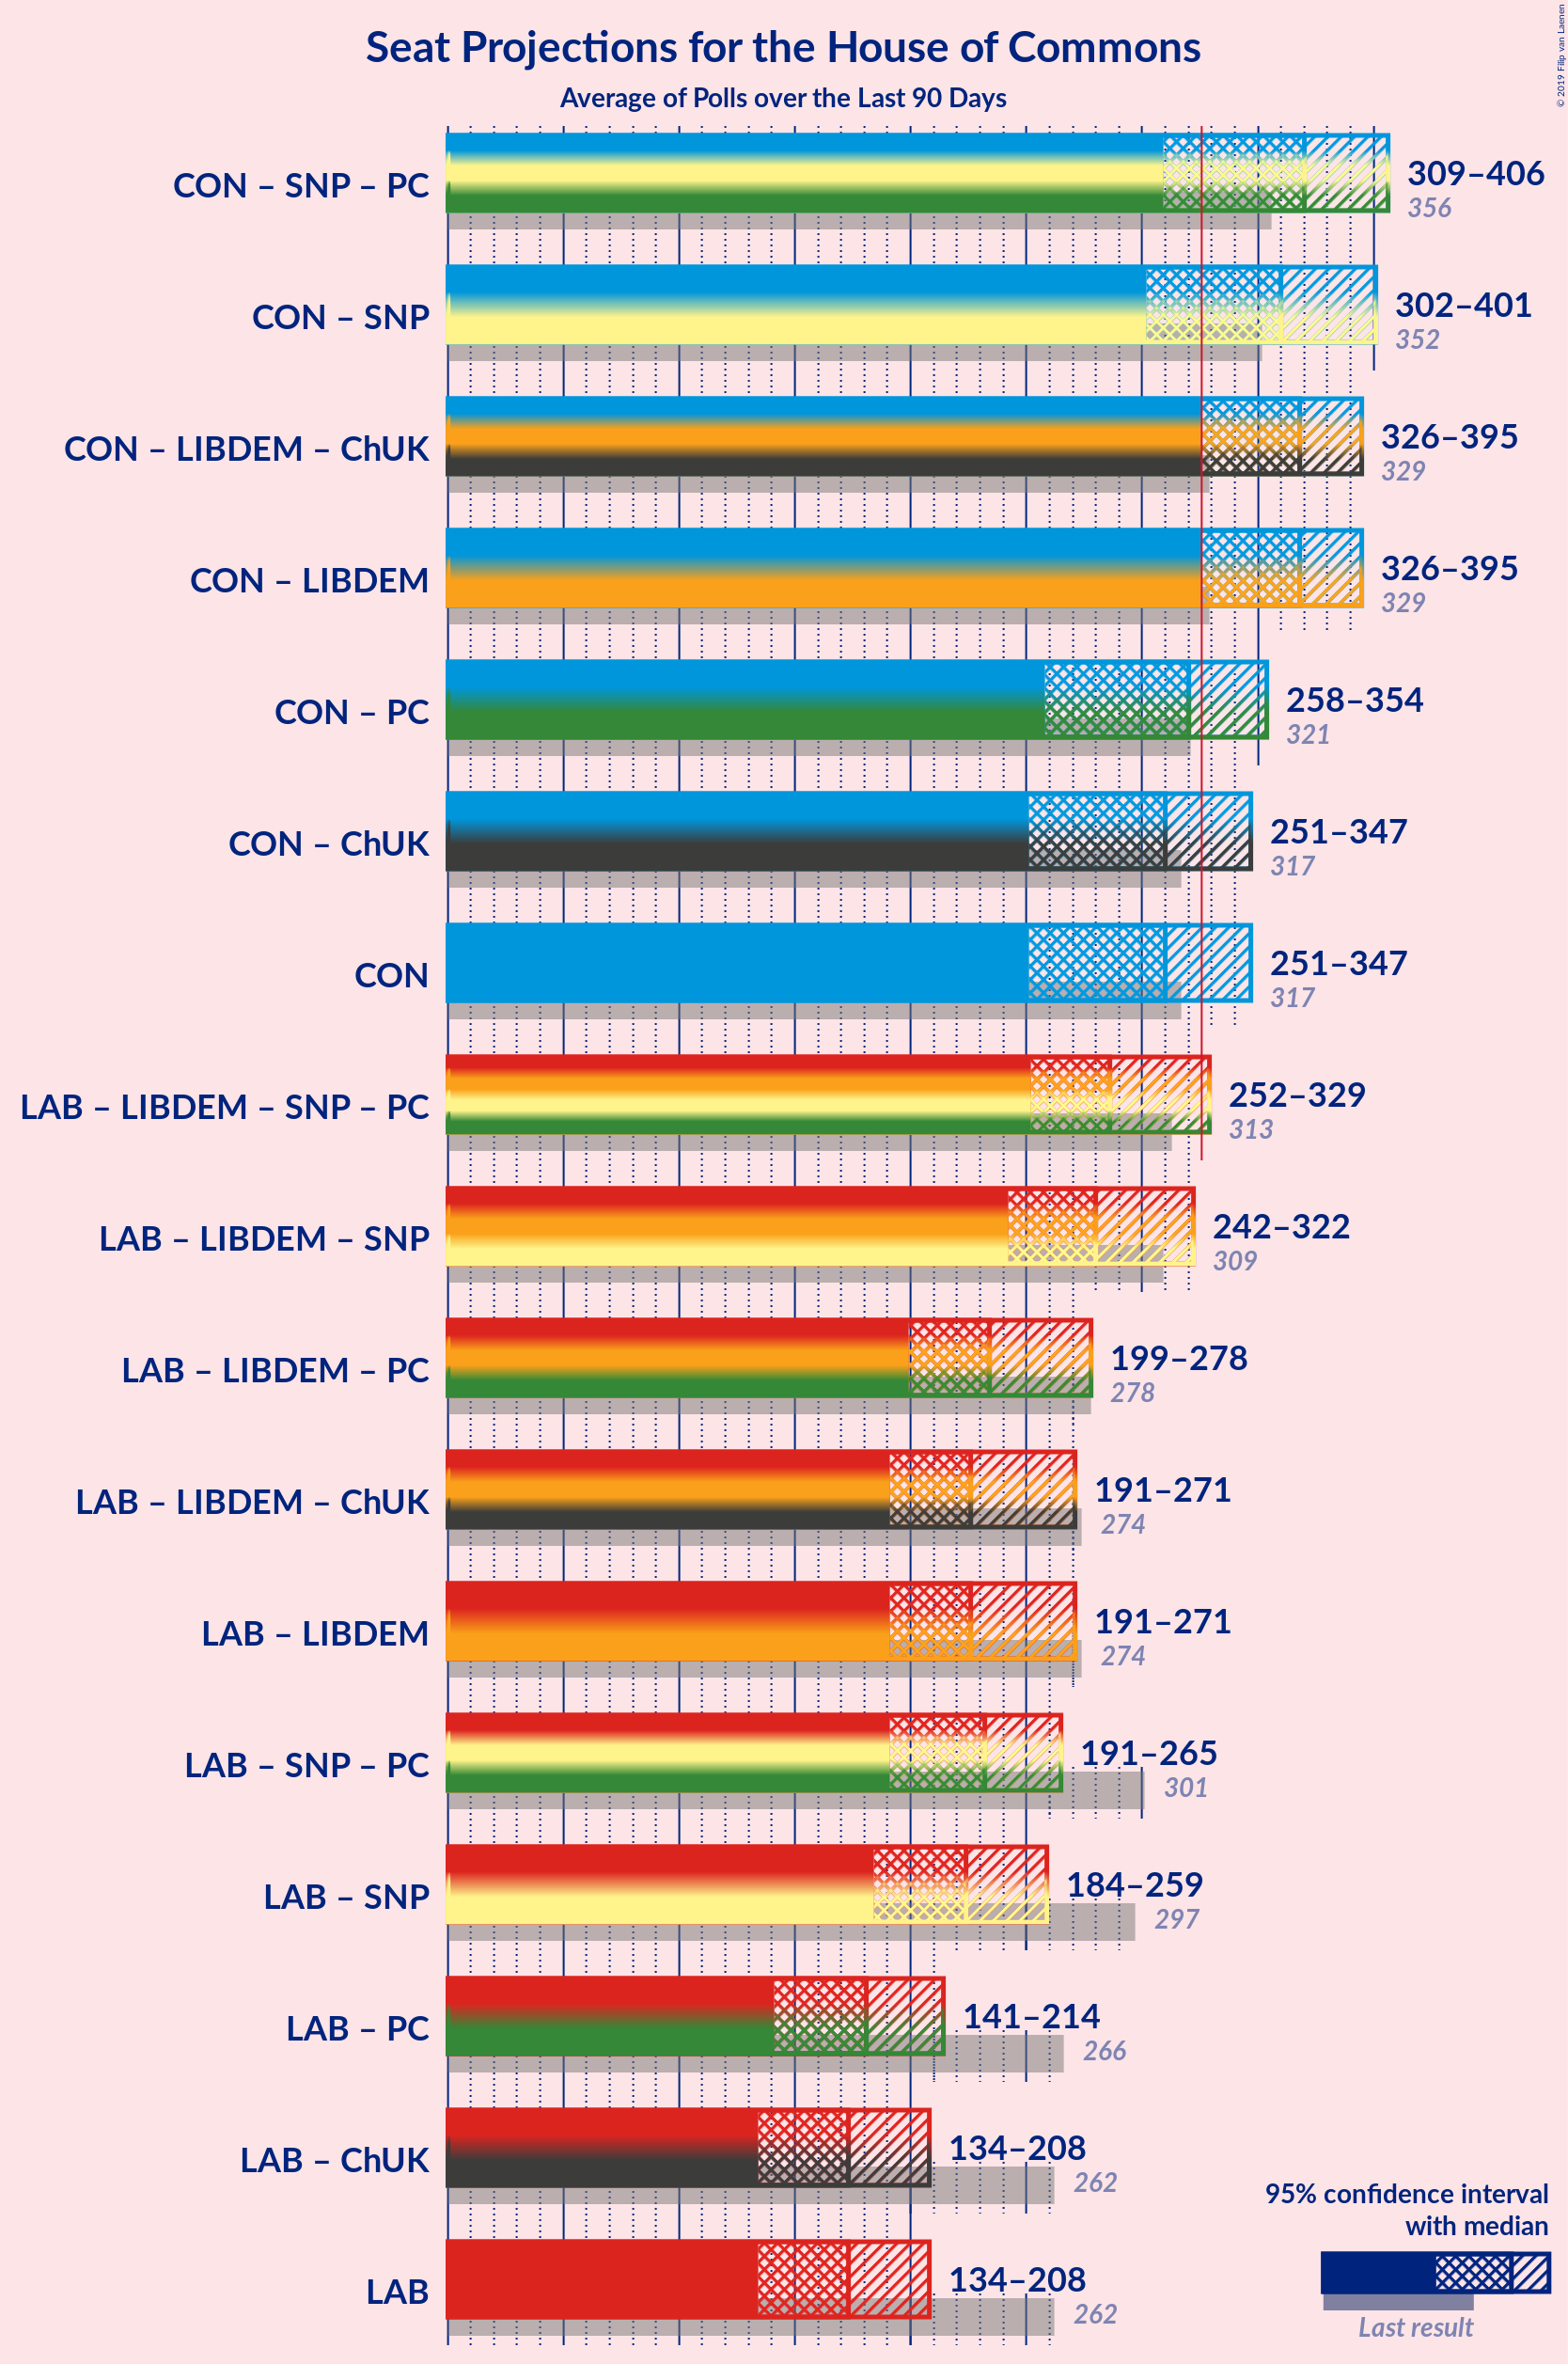 Seat Projections for the House of Commons
Average of Polls over the Last 90 Days
© 2019 Filip van Laenen
CON – SNP – PC
309–406
356
CON – SNP
302–401
352
CON – LIBDEM – ChUK
326–395
329
CON – LIBDEM
326–395
329
CON – PC
258–354
321
CON – ChUK
251–347
317
CON
251–347
317
LAB – LIBDEM – SNP – PC
252–329
313
LAB – LIBDEM – SNP
242–322
309
LAB – LIBDEM – PC
199–278
278
LAB – LIBDEM – ChUK
191–271
274
LAB – LIBDEM
191–271
274
LAB – SNP – PC
191–265
301
LAB – SNP
184–259
297
LAB – PC
141–214
266
LAB – ChUK
134–208
262
LAB
134–208
262
95% confidence interval
with median
Last result